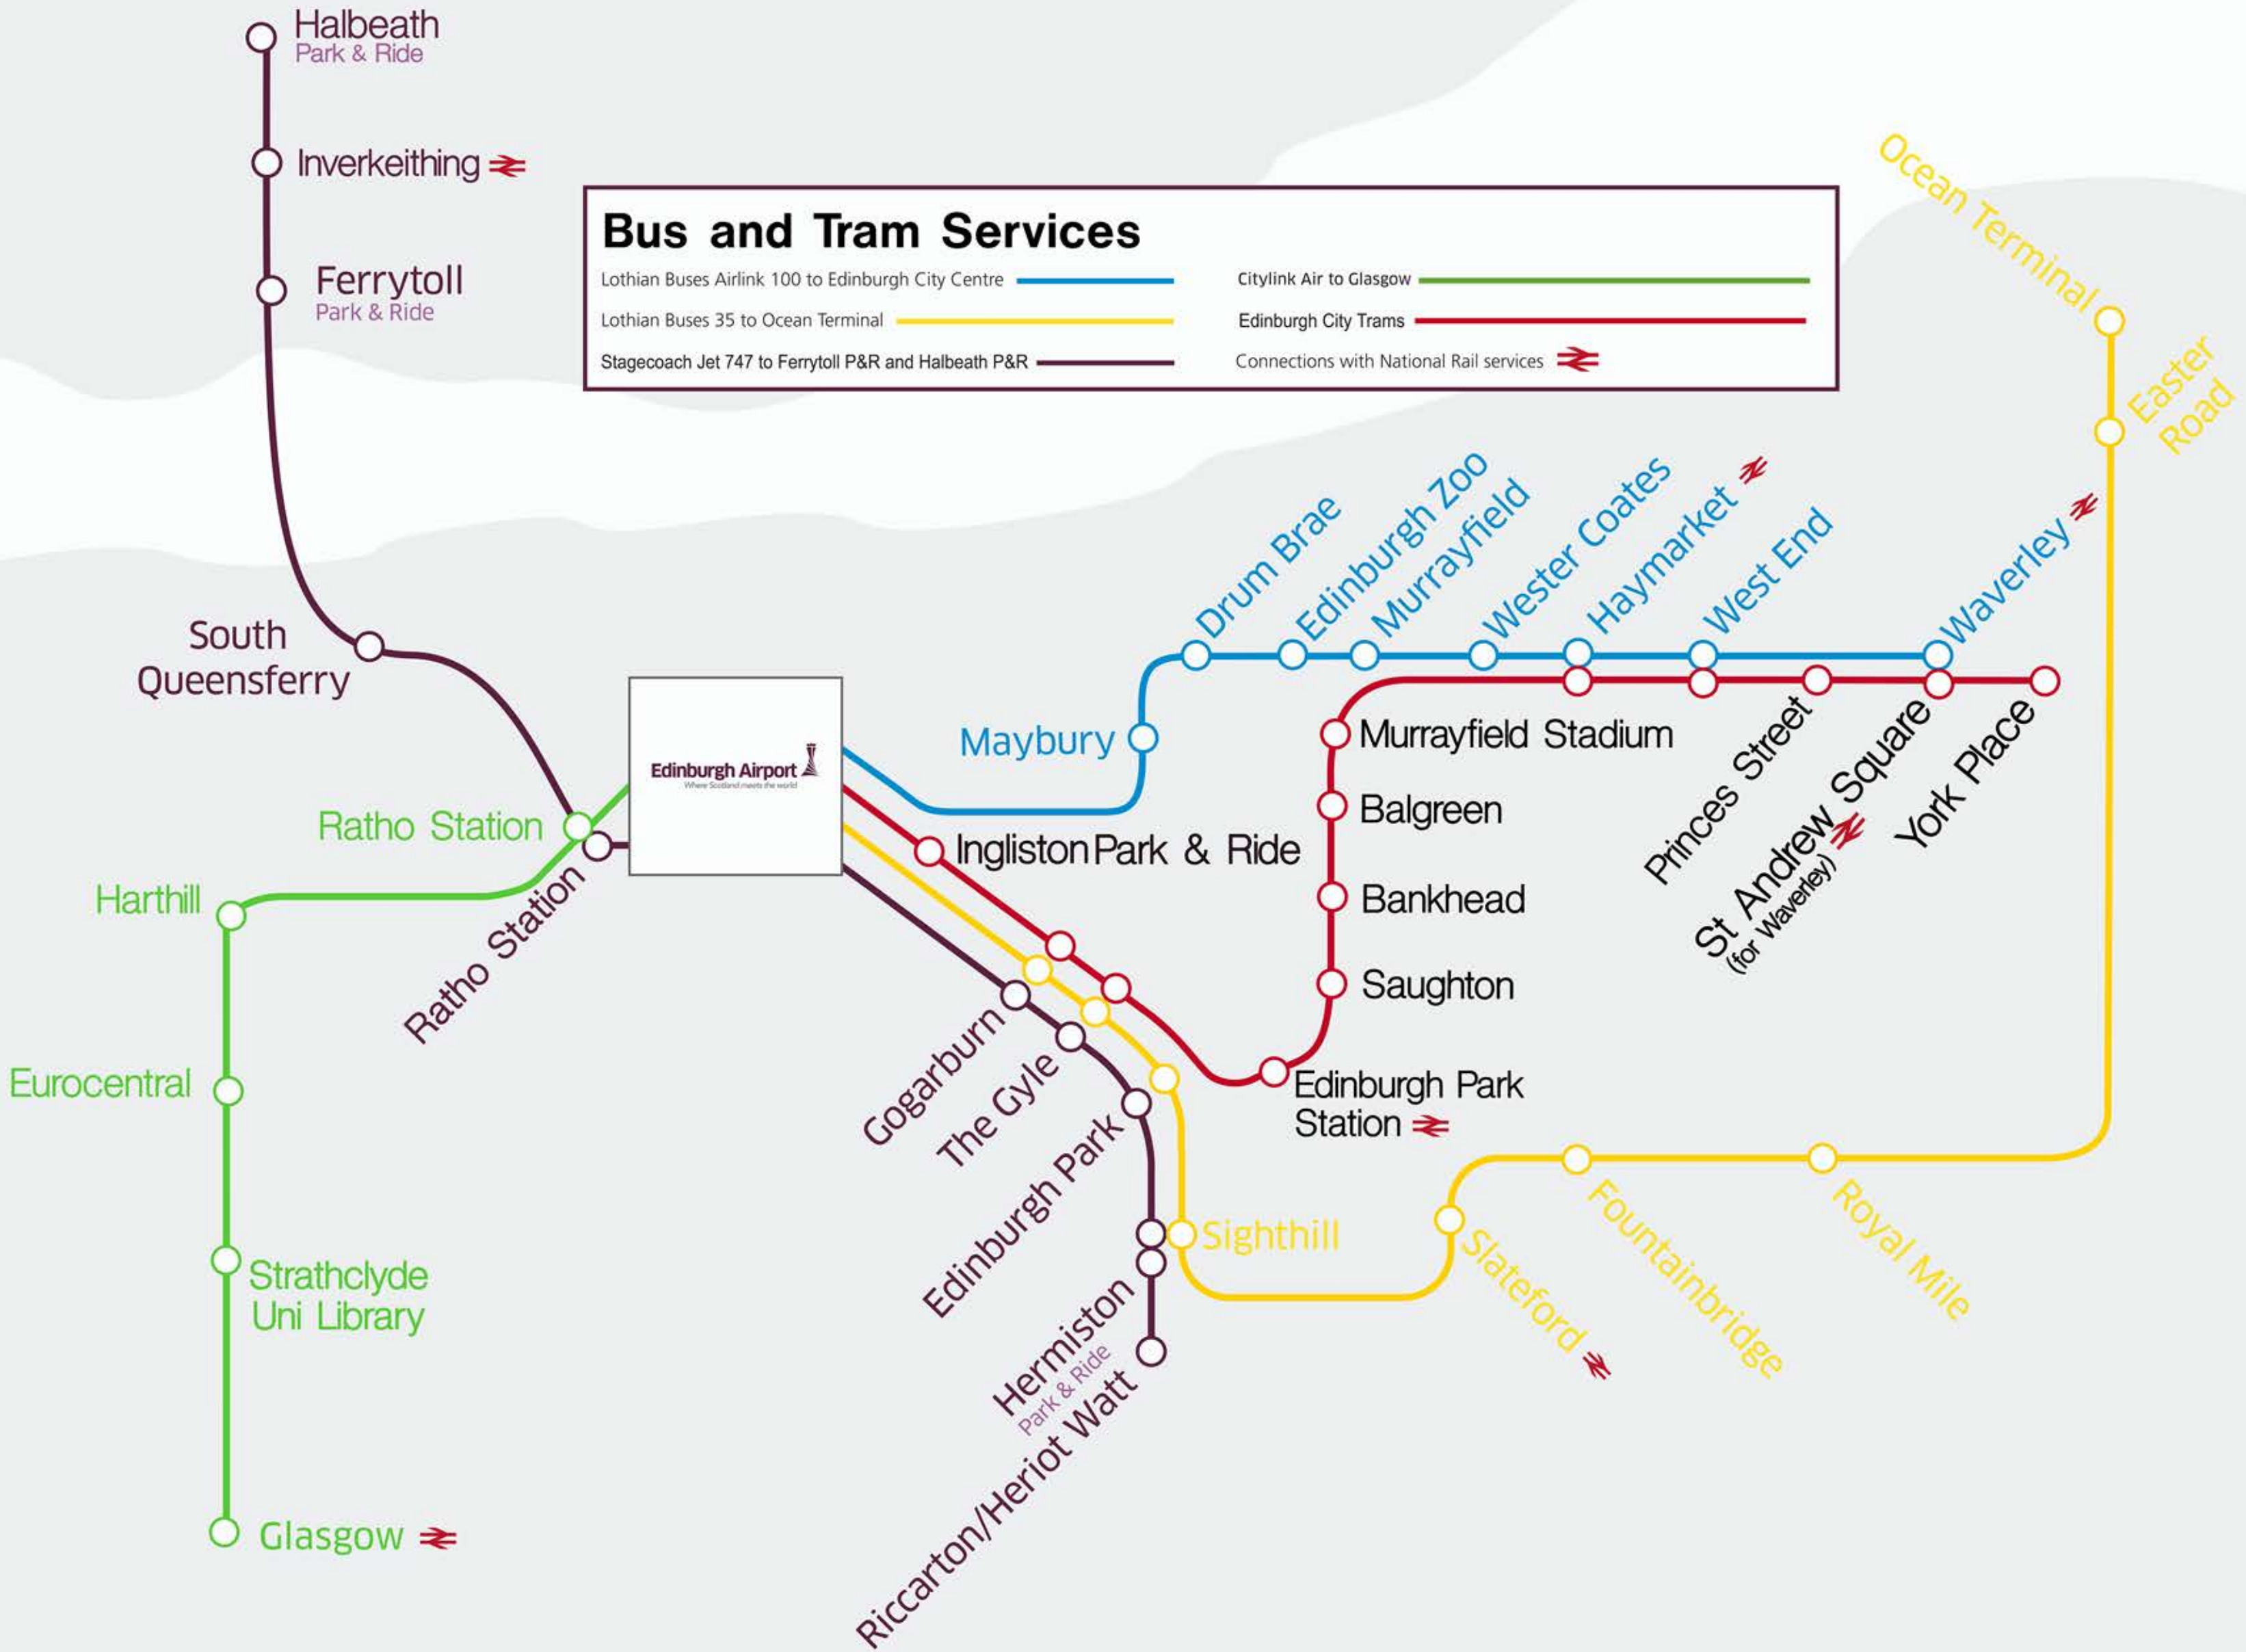 Halbeath
Park & Ride
Inverkeithing
Ferrytoll
Park & Ride
Bus and Tram Services
Lothian Buses Airlink 100 to Edinburgh City Centre
Lothian Buses 35 to Ocean Terminal
Stagecoach Jet 747 to Ferrytoll P&R and Halbeath P&R
Citylink Air to Glasgow
Edinburgh City Trams
Connections with National Rail services
Ocean Terminal
Easter
Road
Drum Brae
Edinburgh Zoo
Murrayfield
Wester Coates
Haymarket
West End
Waverley
South
Queensferry
Maybury
Edinburgh Airport
Where Scotland meets the world
Murrayfield Stadium
Princes Street
St Andrew Square
(for Waverley)
York Place
Balgreen
Ratho Station
Ingliston Park & Ride
Harthill
Ratho Station
Bankhead
Saughton
Gogarburn
The Gyle
Edinburgh Park
Edinburgh Park
Station
Eurocentral
Sighthill
Slateford
Fountainbridge
Royal Mile
Strathclyde
Uni Library
Hermiston
Park & Ride
Riccarton/Heriot Watt
Glasgow